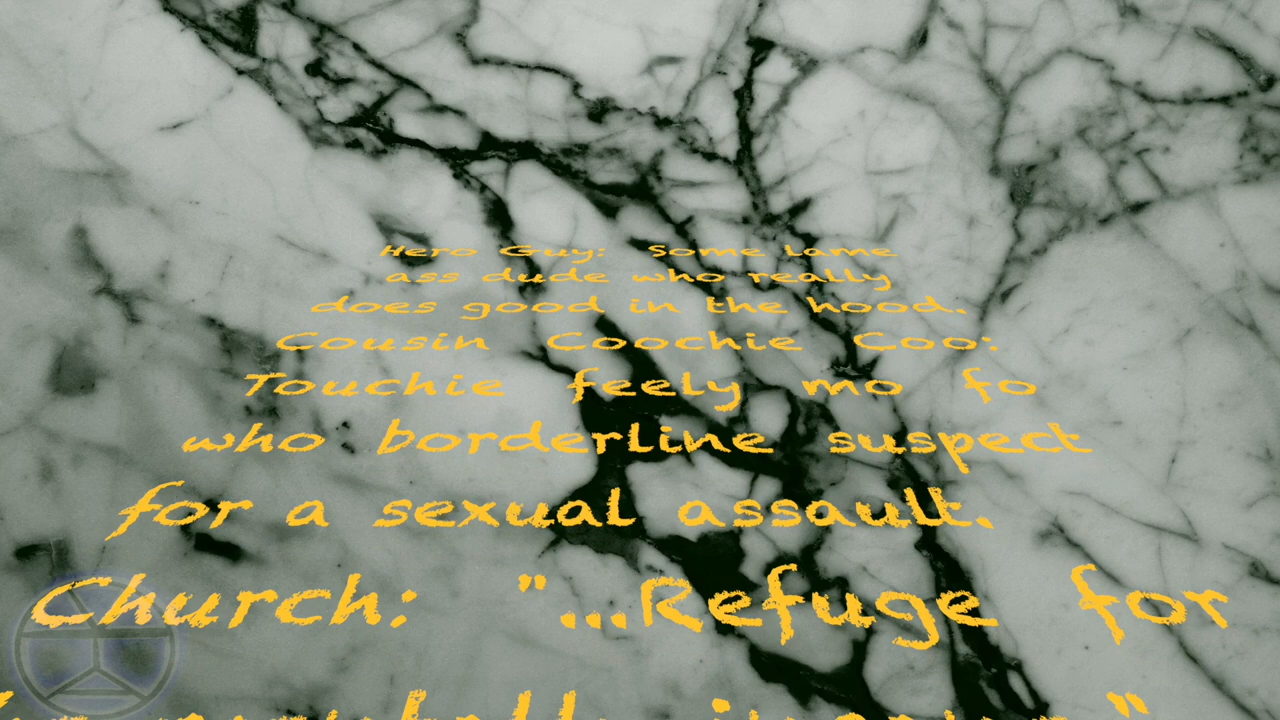 Hero Guy: Some lame
ass dude who really
does good in the hood.
Cousin Coochie Coo:
Touchie feely mo fo
who borderline suspect
for a sexual assault.
Church: "...Refuge for